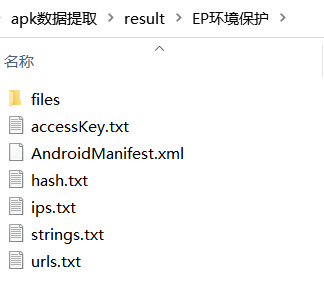 apk数据提取 > result > EP环境保护 >
名称
files
accessKey.txt
AndroidManifest.xml
hash.txt
ips.txt
strings.txt
urls.txt